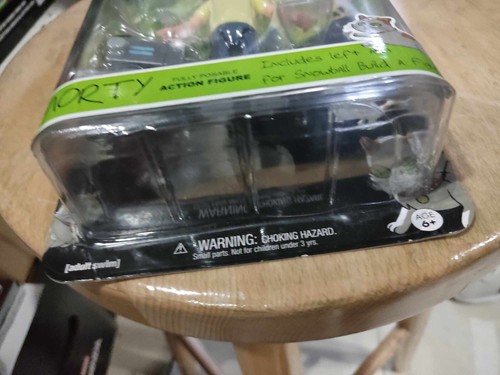 MORTY
FULLY POSABLE
ACTION FIGURE
Includes left
for Snowball Build A
[adult swim]
WARNING: CHOKING HAZARD.
Small parts. Not for children under 3 yrs.
AGE
6+